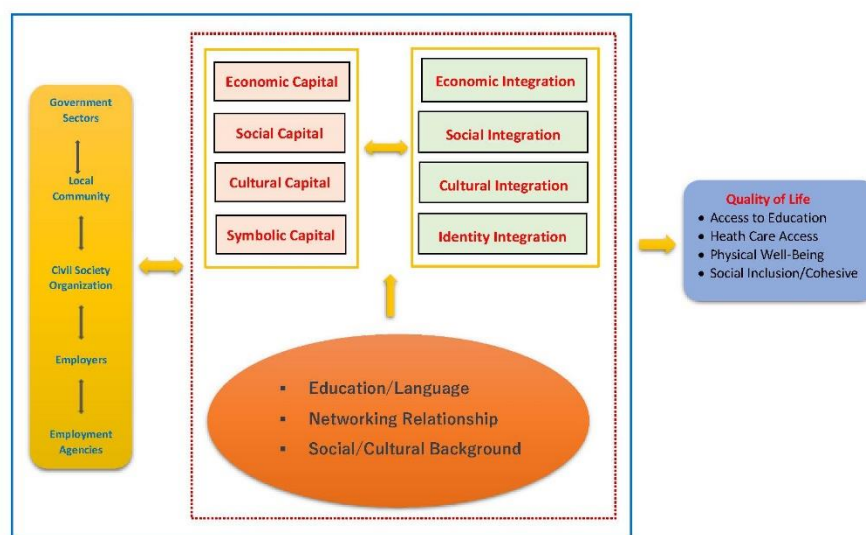 Government
Sectors
Local
Community
Civil Society
Organization
Employers
Employment
Agencies
Economic Capital
Social Capital
Cultural Capital
Symbolic Capital
Economic Integration
Social Integration
Cultural Integration
Identity Integration
▪ Education/Language
▪ Networking Relationship
▪ Social/Cultural Background
Quality of Life
• Access to Education
• Heath Care Access
• Physical Well-Being
• Social Inclusion/Cohesive